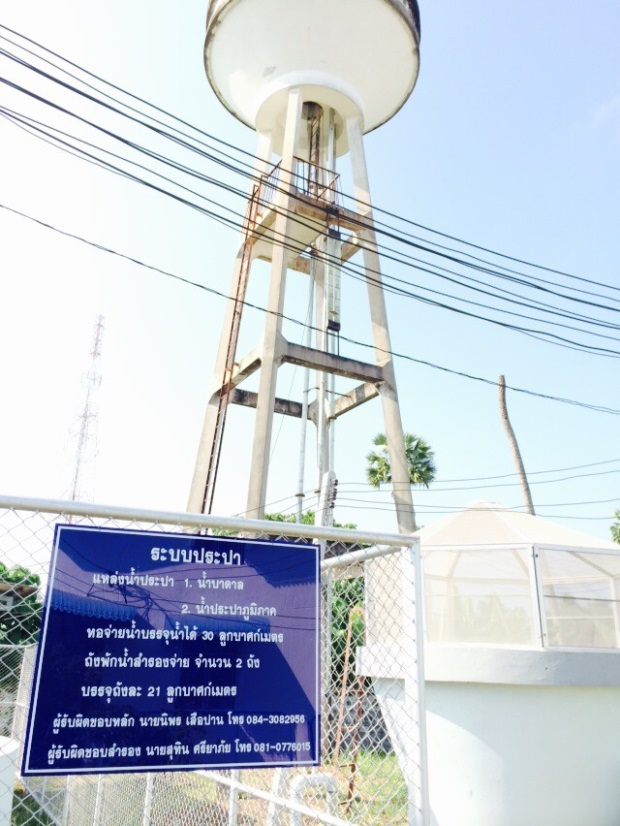 ระบบประปา
แหล่งน้ำประปา 1. น้ำบาดาล
2. น้ำประปาภูมิภาค
หอจ่ายน้ำบรรจุน้ำได้ 30 ลูกบาศก์เมตร
ถังพักน้ำสำรองจ่าย จำนวน 2 ถัง
บรรจุถังละ 21 ลูกบาศก์เมตร
ผู้รับผิดชอบหลัก นายนิพร เสือปาน โทร 084-3082956
ผู้รับผิดชอบสำรอง นายสุทิน ศรียาภัย โทร 081-0776015